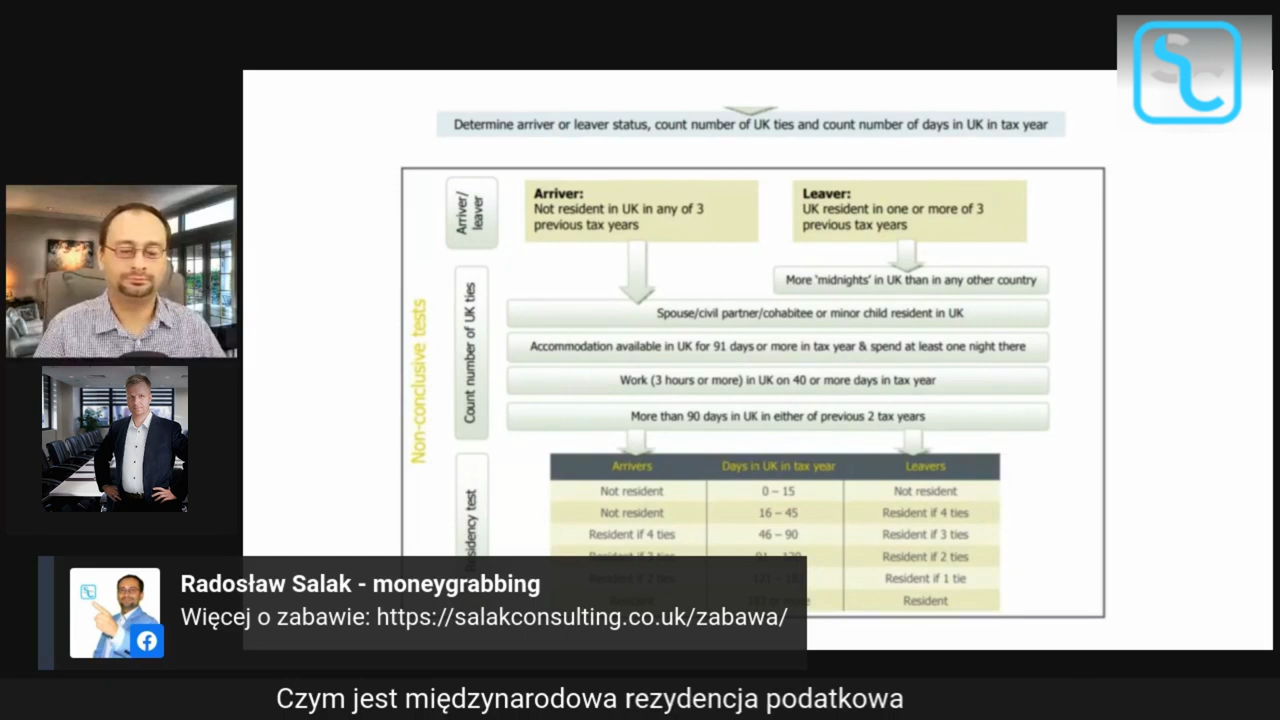 SC
Determine arriver or leaver status, count number of UK ties and count number of days in UK in tax year
Non-conclusive tests
Arriver/
leaver
Arriver:
Not resident in UK in any of 3
previous tax years
Leaver:
UK resident in one or more of 3
previous tax years
Count number of UK ties
More 'midnights' in UK than in any other country
Spouse/civil partner/cohabitee or minor child resident in UK
Accommodation available in UK for 91 days or more in tax year & spend at least one night there
Work (3 hours or more) in UK on 40 or more days in tax year
More than 90 days in UK in either of previous 2 tax years
Residency test
Arrivers Days in UK in tax year Leavers
Not resident 0 – 15 Not resident
Not resident 16 – 45 Resident if 4 ties
Resident if 4 ties 46 – 90 Resident if 3 ties
Resident if 2 ties
Resident if 2 ties Resident if 1 tie
Resident Resident
Radosław Salak - moneygrabbing
Więcej o zabawie: https://salakconsulting.co.uk/zabawa/
Czym jest międzynarodowa rezydencja podatkowa